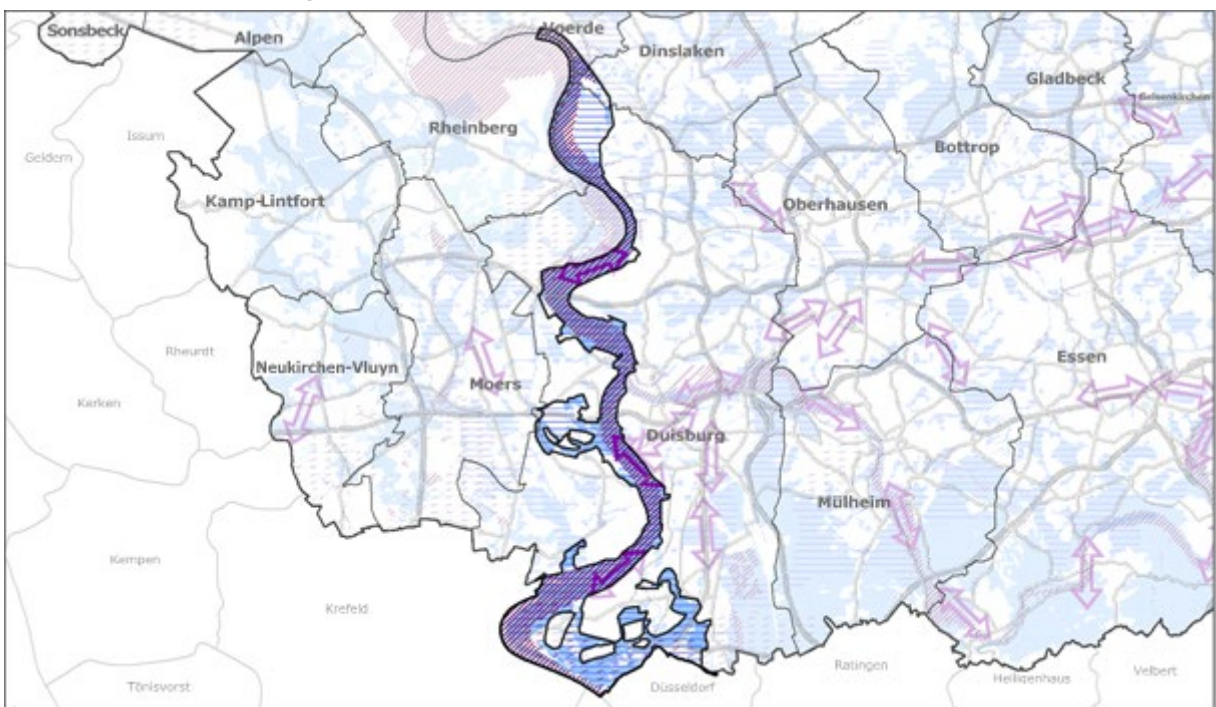 Sonsbeck
Alpen
Voerde
Dinslaken
Gladbeck
Gelsenkirchen
Issum
Geldern
Rheinberg
Bottrop
Kamp-Lintfort
Oberhausen
Rheurdt
Neukirchen-Vluyn
Moers
Essen
Kerken
Duisburg
Mülheim
Kempen
Krefeld
Ratingen
Heiligenhaus
Velbert
Tönisvorst
Düsseldorf